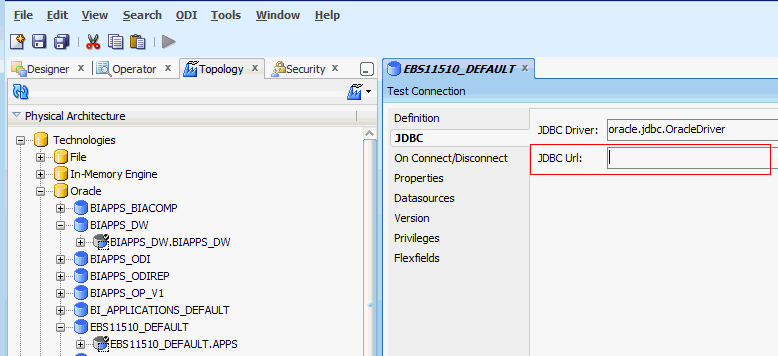 File Edit View Search ODI Tools Window Help
Designer x Operator x Topology x Security x
Physical Architecture
Technologies
File
In-Memory Engine
Oracle
BIAPPS_BIACOMP
BIAPPS_DW
BIAPPS_DW.BIAPPS_DW
BIAPPS_ODI
BIAPPS_ODIREP
BIAPPS_OP_V1
BI_APPLICATIONS_DEFAULT
EBS11510_DEFAULT
EBS11510_DEFAULT.APPS
EBS11510_DEFAULT x
Test Connection
Definition
JDBC
On Connect/Disconnect
Properties
Datasources
Version
Privileges
Flexfields
JDBC Driver: oracle.jdbc.OracleDriver
JDBC Url: